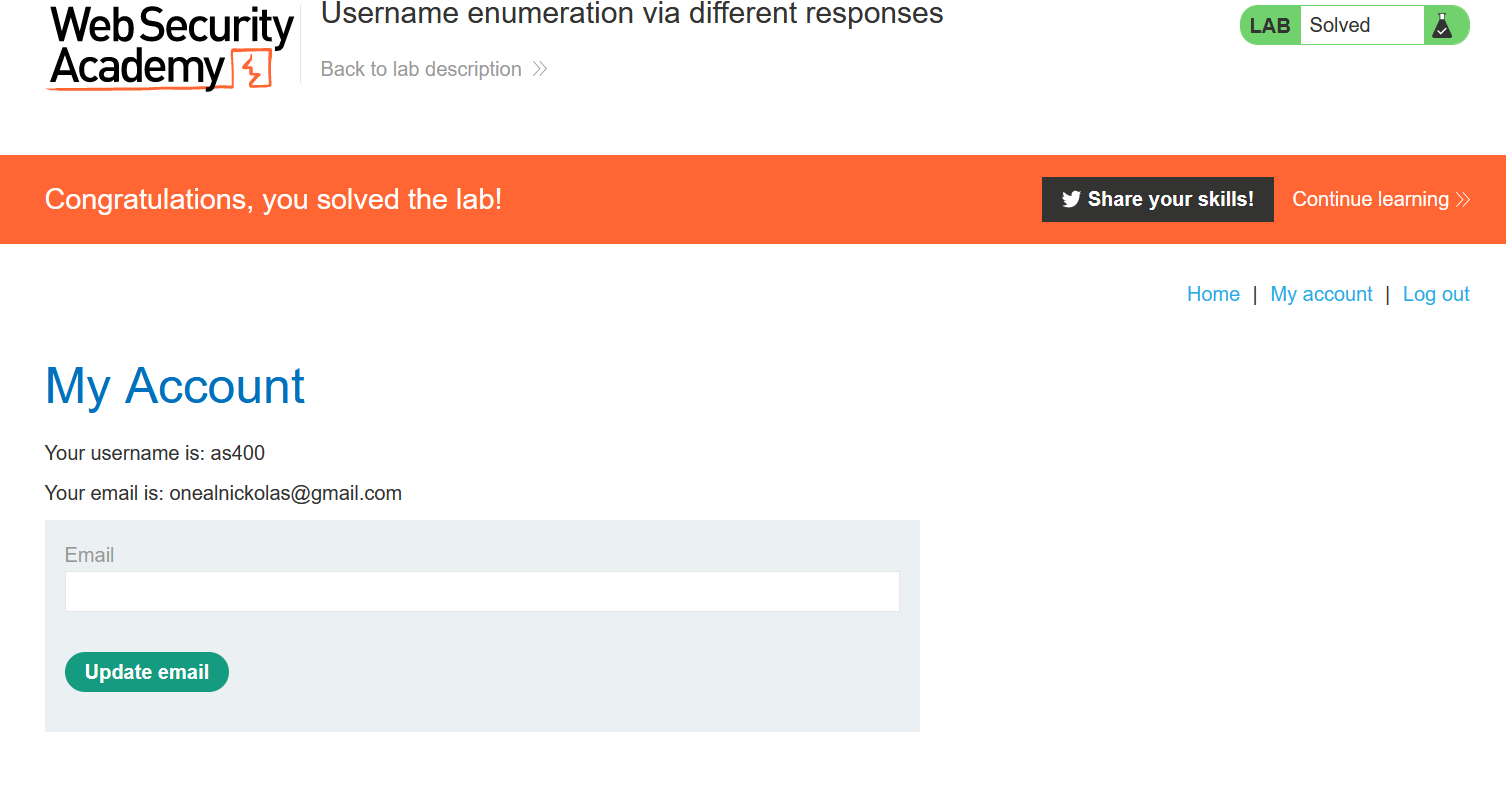 Web Security
Academy
Username enumeration via different responses
Back to lab description
LAB Solved
Congratulations, you solved the lab!
Share your skills!
Continue learning
Home | My account | Log out
My Account
Your username is: as400
Your email is: onealnickolas@gmail.com
Email
Update email